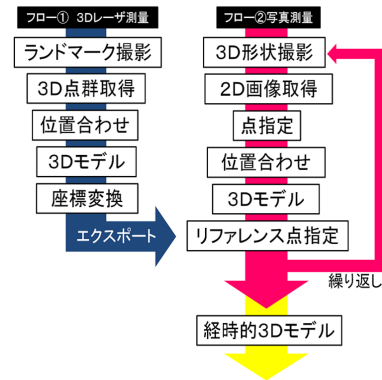 フロー① 3Dレーザ測量
ランドマーク撮影
3D点群取得
位置合わせ
3Dモデル
座標変換
エクスポート
フロー②写真測量
3D形状撮影
2D画像取得
点指定
位置合わせ
3Dモデル
リファレンス点指定
繰り返し
経時的3Dモデル